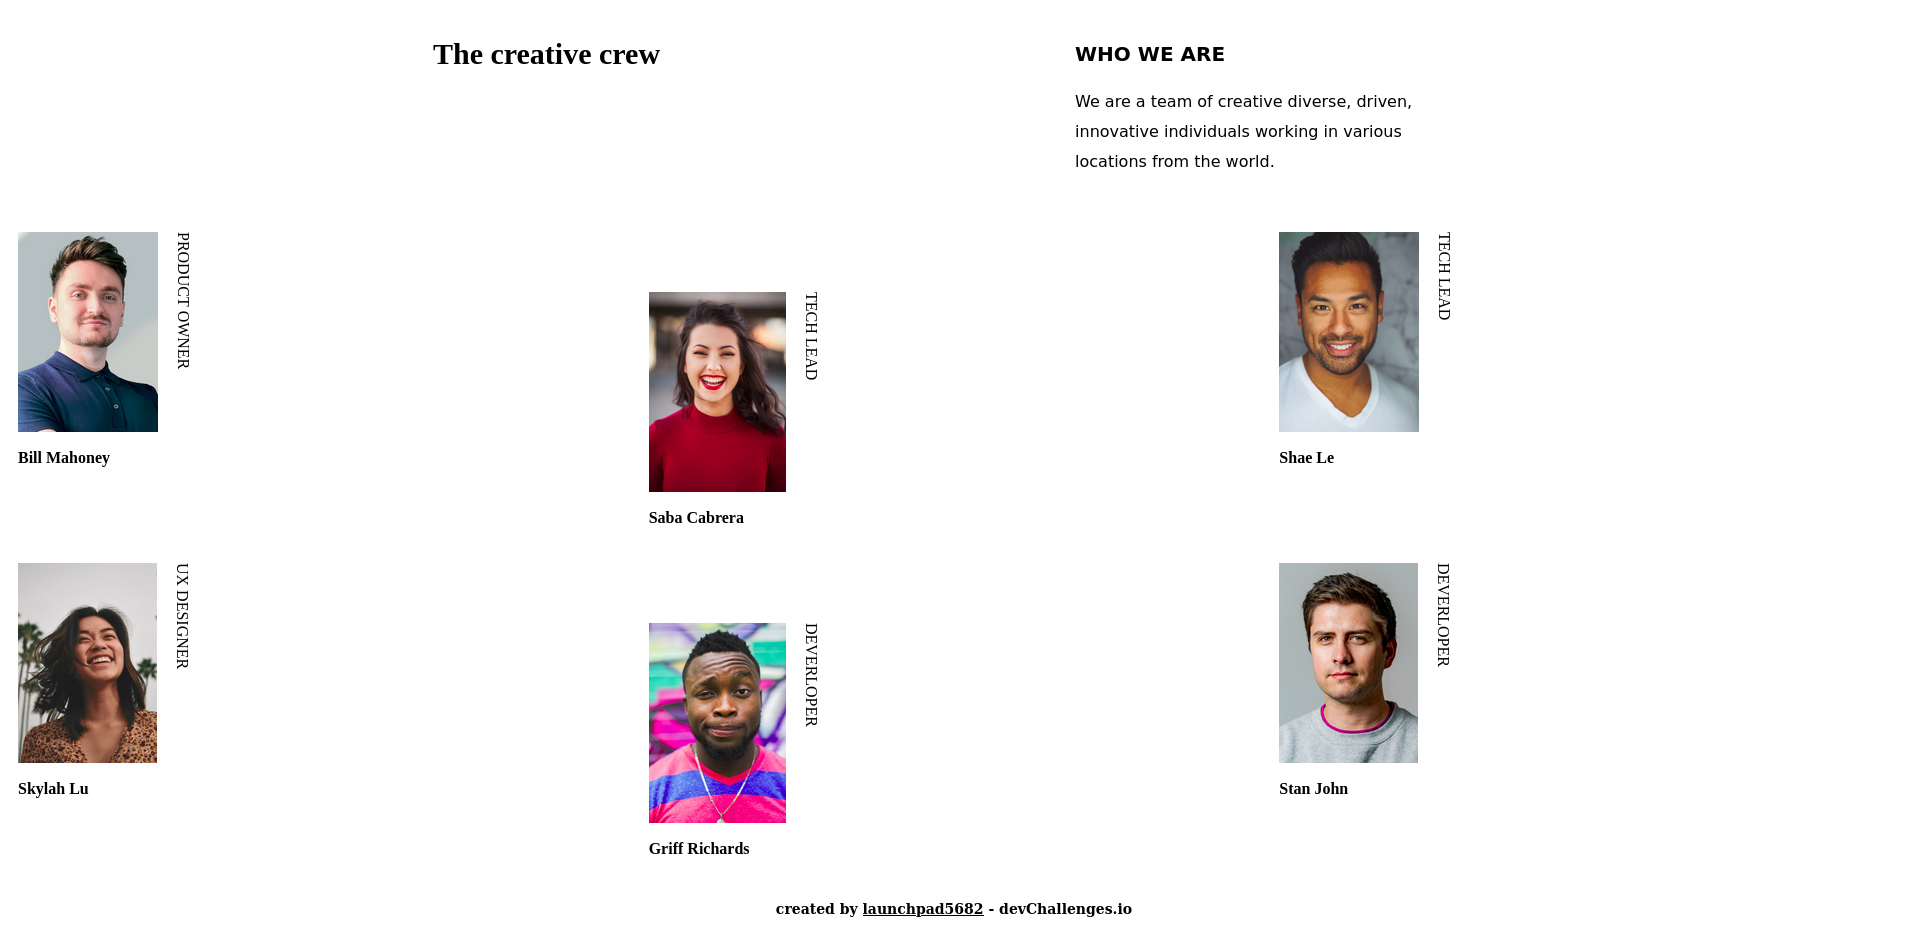 The creative crew
WHO WE ARE
We are a team of creative diverse, driven,
innovative individuals working in various
locations from the world.
PRODUCT OWNER
Bill Mahoney
TECH LEAD
Saba Cabrera
TECH LEAD
Shae Le
UX DESIGNER
Skylah Lu
DEVERLOPER
Griff Richards
DEVERLOPER
Stan John
created by launchpad5682 - devChallenges.io